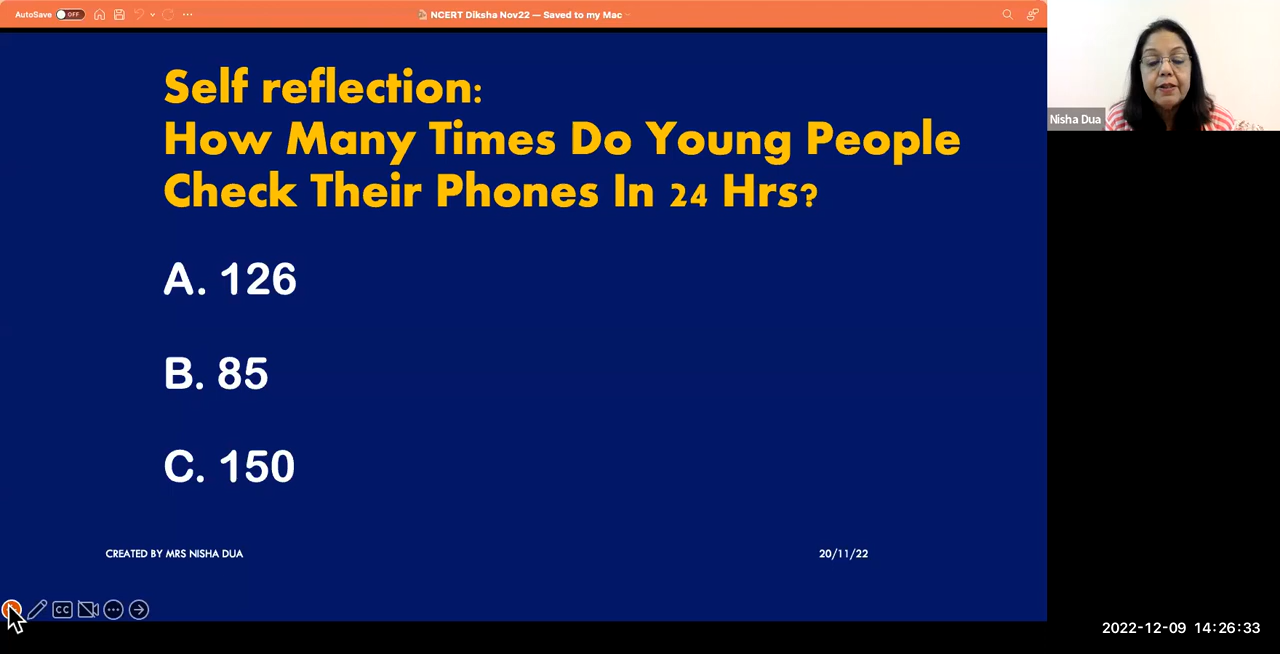 AutoSave OFF
NCERT Diksha Nov22 — Saved to my Mac
Self reflection:
How Many Times Do Young People
Check Their Phones In 24 Hrs?
A. 126
B. 85
C. 150
CREATED BY MRS NISHA DUA
20/11/22
CC
Nisha Dua
2022-12-09 14:26:33